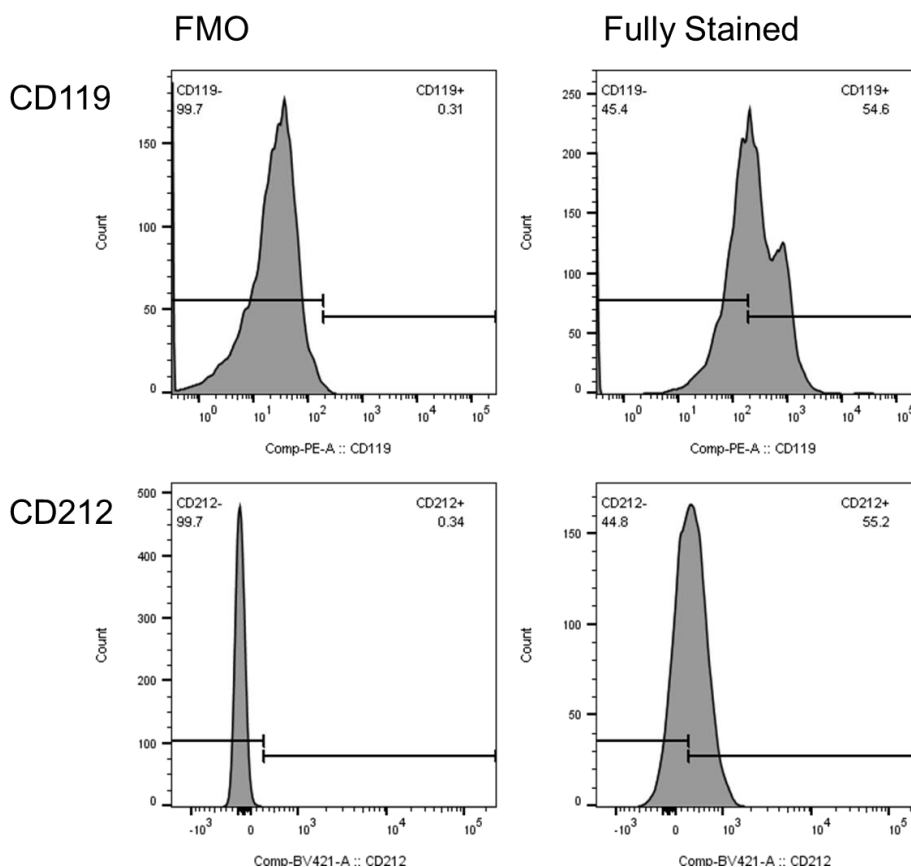 FMO
Fully Stained
CD119
CD119-
99.7
CD119+
0.31
150
100
50
0
Count
10^0 10^1 10^2 10^3 10^4 10^5
Comp-PE-A :: CD119
CD119-
45.4
CD119+
54.6
250
200
150
100
50
0
Count
10^0 10^1 10^2 10^3 10^4 10^5
Comp-PE-A :: CD119
CD212
CD212-
99.7
CD212+
0.34
500
400
300
200
100
0
Count
-10^3 0 10^3 10^4 10^5
Comp-BV421-A :: CD212
CD212-
44.8
CD212+
55.2
150
100
50
0
Count
-10^3 0 10^3 10^4 10^5
Comp-BV421-A :: CD212